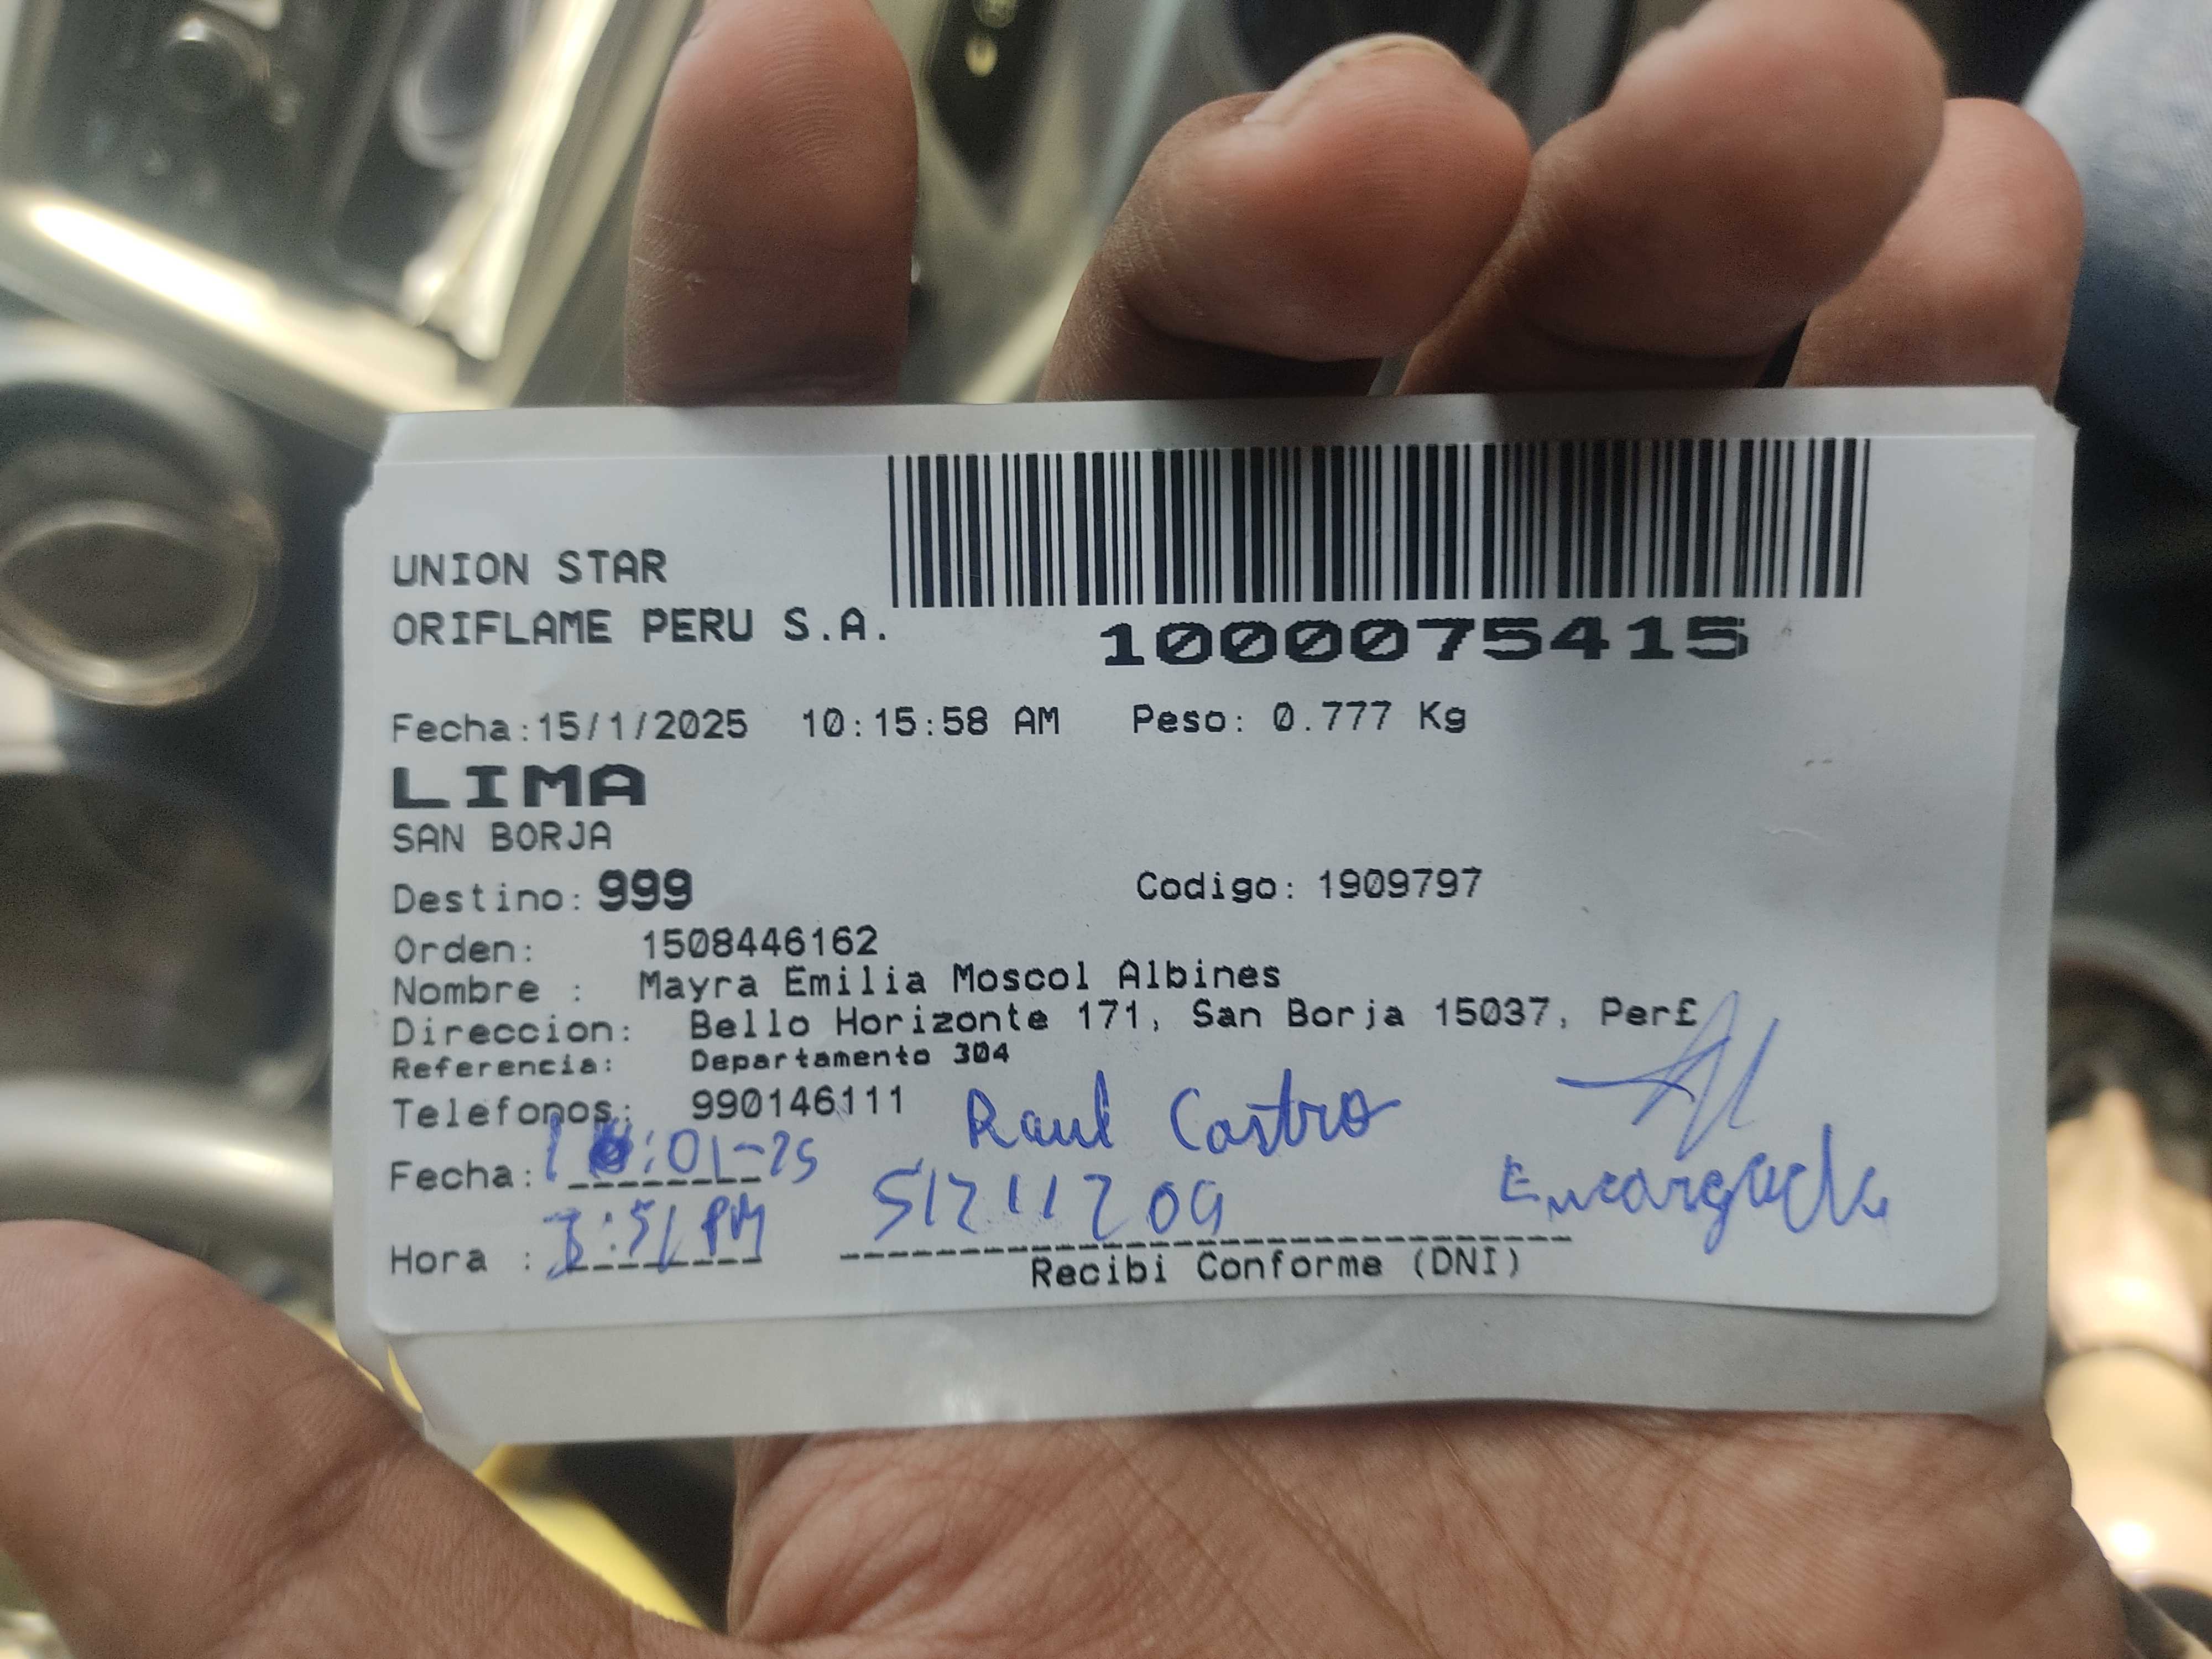 UNION STAR
ORIFLAME PERU S.A.
1000075415
Fecha:15/1/2025 10:15:58 AM Peso: 0.777 Kg
LIMA
SAN BORJA
Destino: 999 Codigo: 1909797
Orden: 1508446162
Nombre : Mayra Emilia Moscol Albines
Direccion: Bello Horizonte 171, San Borja 15037, Per£
Referencia: Departamento 304
Telefonos: 990146111 Raul Castro
Fecha:
Encargado
Hora :
Recibi Conforme (DNI)